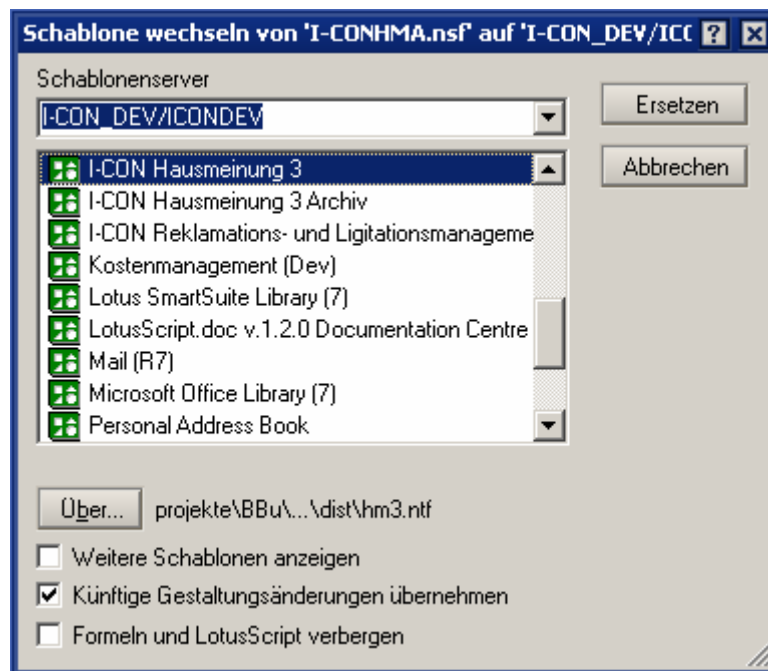 Schablone wechseln von 'I-CONHMA.nsf' auf 'I-CON_DEV/ICC
Schablonenserver
I-CON_DEV/ICONDEV
Ersetzen
Abbrechen
I-CON Hausmeinung 3
I-CON Hausmeinung 3 Archiv
I-CON Reklamations- und Ligitationsmanageme
Kostenmanagement (Dev)
Lotus SmartSuite Library (7)
LotusScript.doc v.1.2.0 Documentation Centre
Mail (R7)
Microsoft Office Library (7)
Personal Address Book
Über... projekte\BBu\...\dist\hm3.ntf
Weitere Schablonen anzeigen
Künftige Gestaltungsänderungen übernehmen
Formeln und LotusScript verbergen